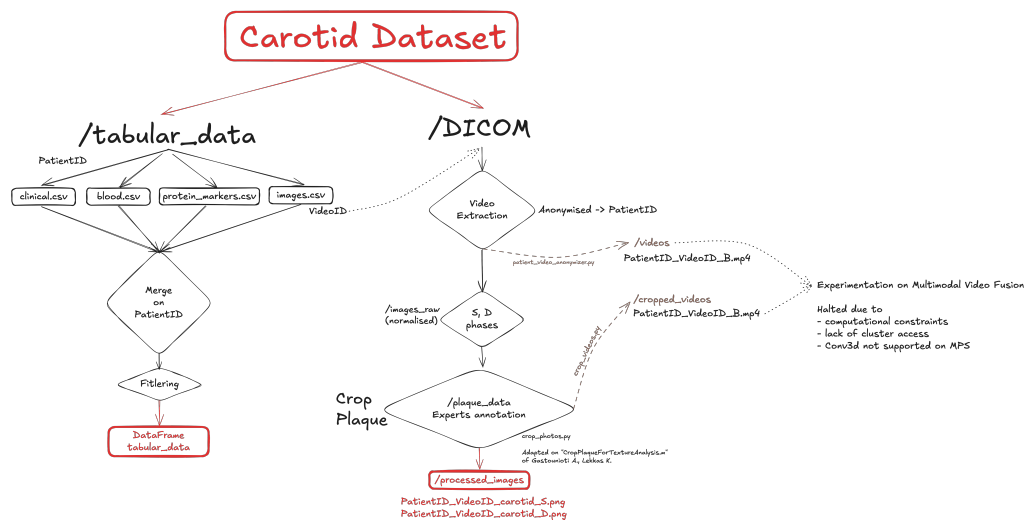 Carotid Dataset
/tabular_data
PatientID
clinical.csv
blood.csv
protein_markers.csv
images.csv
VideoID
Merge
on
PatientID
Fitlering
DataFrame
tabular_data
/DICOM
Video
Extraction
Anonymised -> PatientID
patient_video_anonymizer.py
/videos
PatientID_VideoID_B.mp4
/images_raw
(normalised)
S, D
phases
/cropped_videos
PatientID_VideoID_B.mp4
crop_videos.py
Experimentation on Multimodal Video Fusion
Halted due to
- computational constraints
- lack of cluster access
- Conv3d not supported on MPS
Crop
Plaque
/plaque_data
Experts annotation
crop_photos.py
Adapted on "CropPlaqueForTextureAnalysis.m"
of Gastounioti A., Lekkas K.
/processed_images
PatientID_VideoID_carotid_S.png
PatientID_VideoID_carotid_D.png